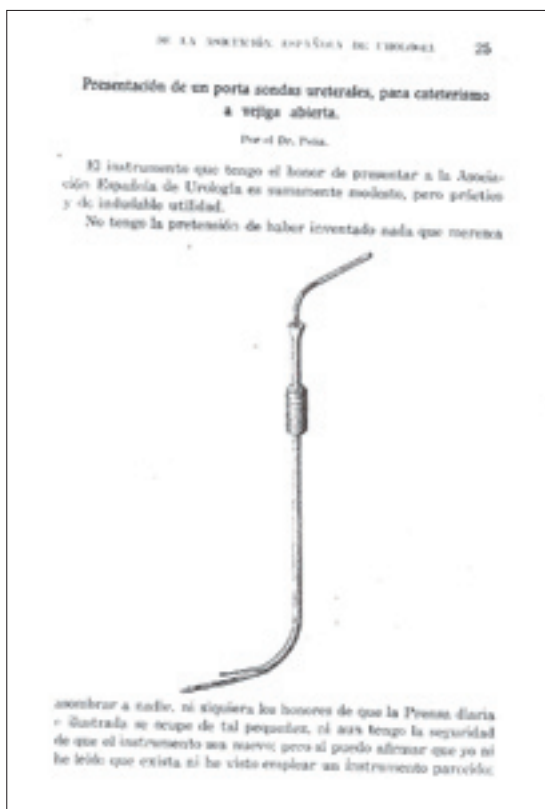 DE LA ASOCIACIÓN ESPAÑOLA DE UROLOGÍA 25
Presentación de un porta sondas ureterales, para cateterismo
a vejiga abierta.
Por el Dr. Peña.
El instrumento que tengo el honor de presentar a la Asocia-
ción Española de Urología es sumamente modesto, pero práctico
y de indudable utilidad.
No tengo la pretensión de haber inventado nada que merezca
asombrar a nadie, ni siquiera los honores de que la Prensa diaria
e ilustrada se ocupe de tal pequeñez, ni aun tengo la seguridad
de que el instrumento sea nuevo; pero sí puedo afirmar que yo ni
he leído que exista ni he visto emplear un instrumento parecido;